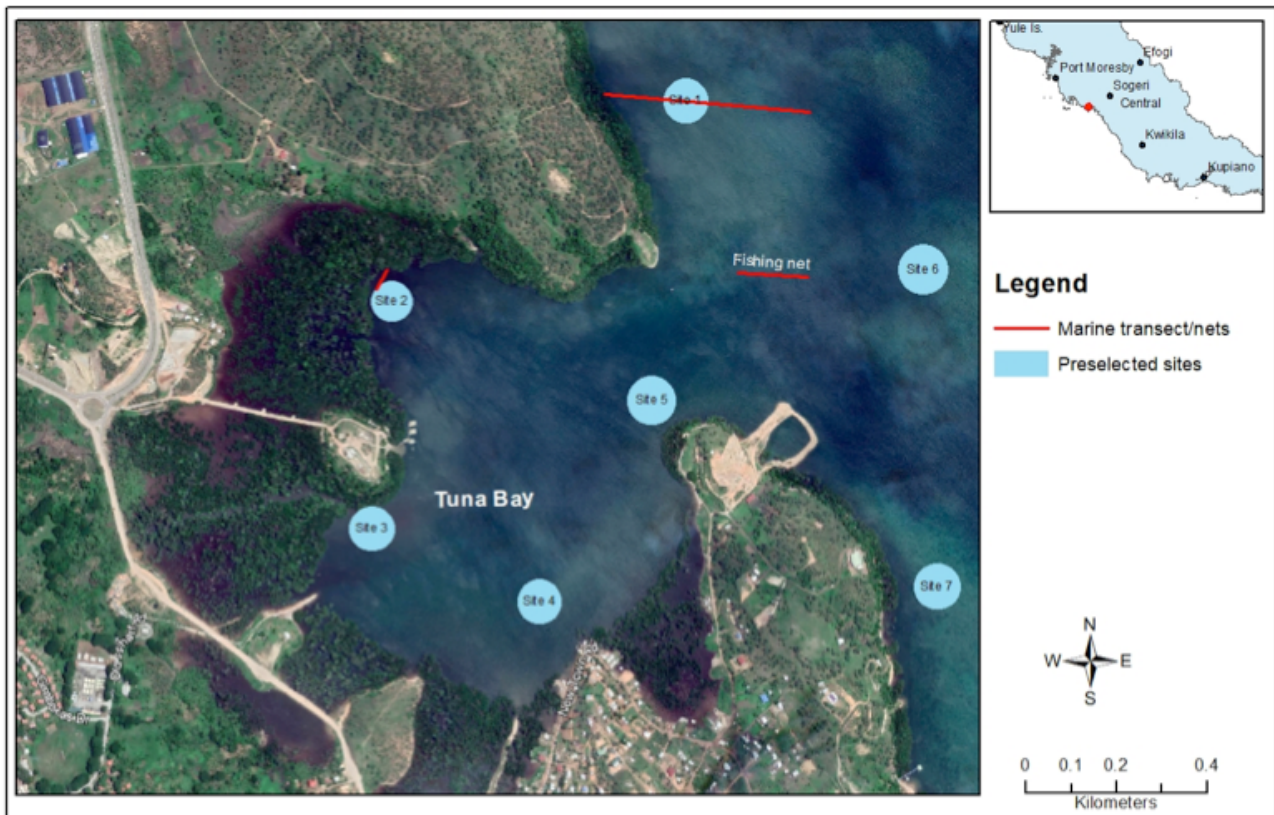 Site 1
Fishing net
Site 6
Site 2
Site 5
Tuna Bay
Site 3
Site 4
Site 7
Yule Is.
Efogi
Port Moresby
Sogeri
Central
Kwikila
Kupiano
Legend
Marine transect/nets
Preselected sites
N
W E
S
0 0.1 0.2 0.4
Kilometers